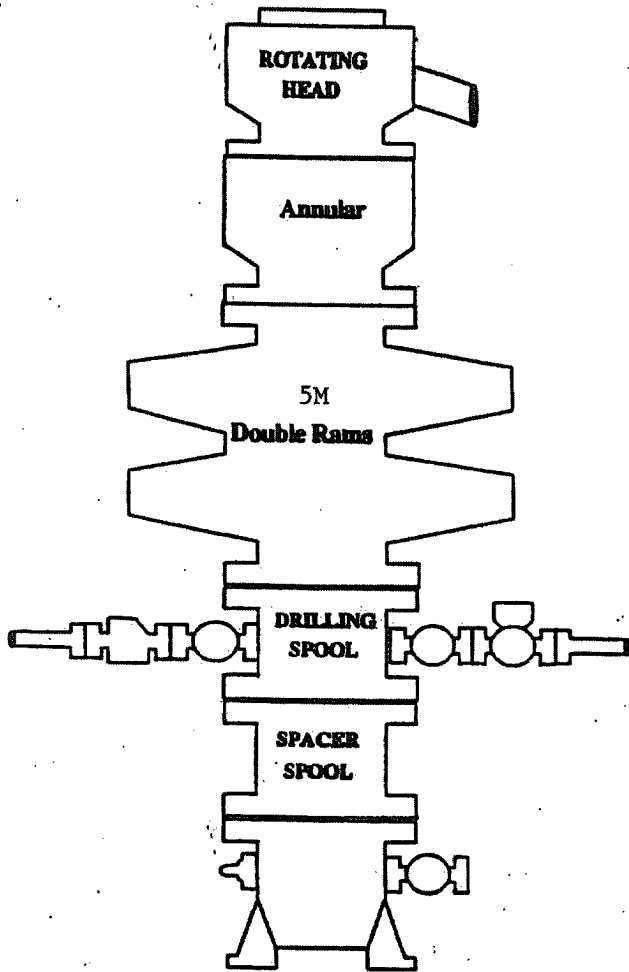 ROTATING
HEAD
Annular
5M
Double Rams
DRILLING
SPOOL
SPACER
SPOOL